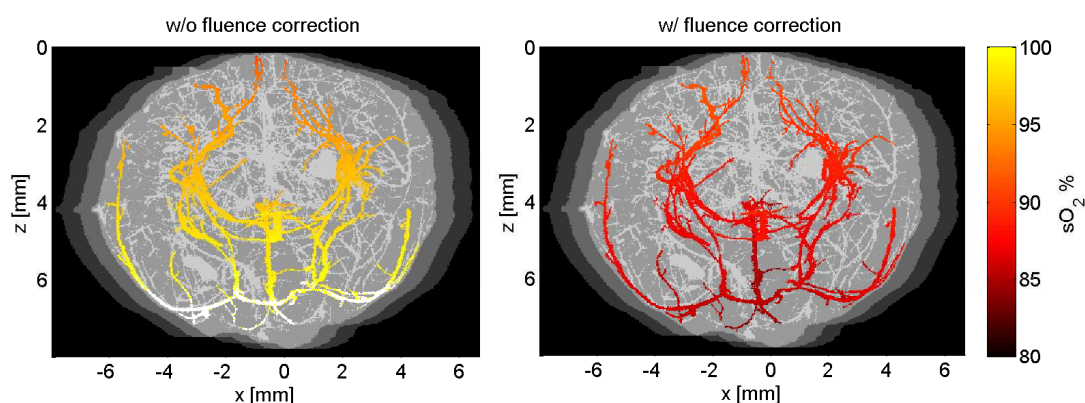 w/o fluence correction
0
2
4
6
z [mm]
-6 -4 -2 0 2 4 6
x [mm]
w/ fluence correction
0
2
4
6
z [mm]
-6 -4 -2 0 2 4 6
x [mm]
100
95
90
85
80
sO₂ %